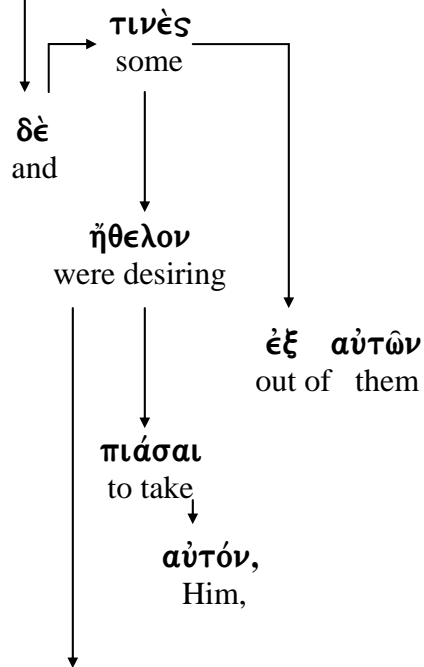 τινὲς
some
δὲ
and
ἤθελον
were desiring
ἐξ αὐτῶν
out of them
πιάσαι
to take
αὐτόν,
Him,